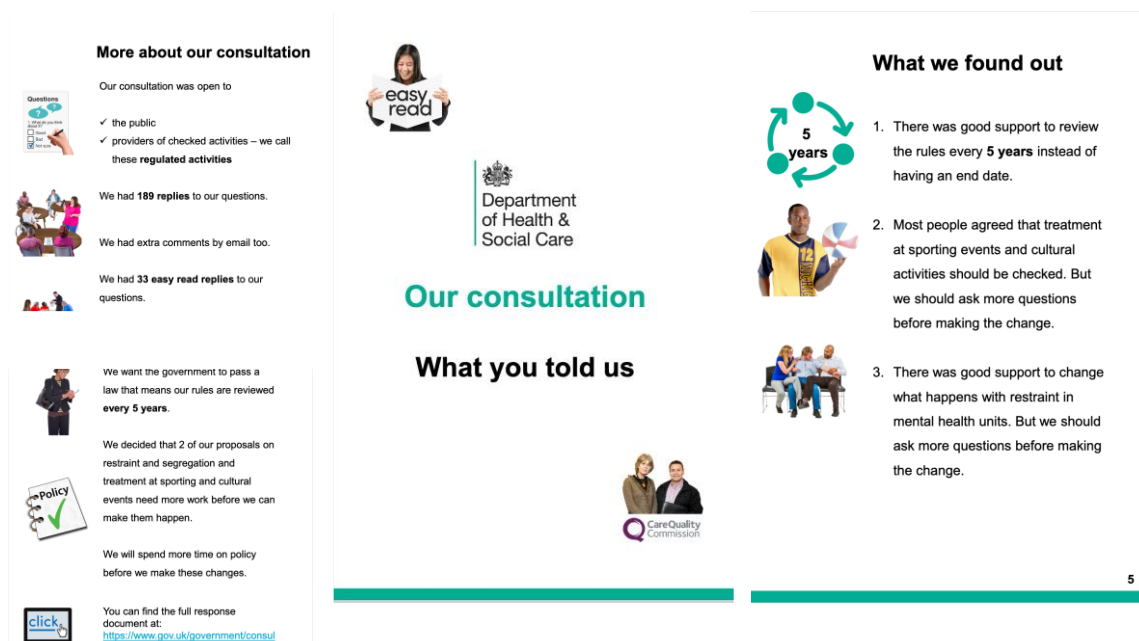 More about our consultation
Our consultation was open to
✓ the public
✓ providers of checked activities – we call
these regulated activities
We had 189 replies to our questions.
We had extra comments by email too.
We had 33 easy read replies to our
questions.
Questions
We want the government to pass a
law that means our rules are reviewed
every 5 years.
We decided that 2 of our proposals on
restraint and segregation and
treatment at sporting and cultural
events need more work before we can
make them happen.
We will spend more time on policy
before we make these changes.
Policy
You can find the full response
document at:
https://www.gov.uk/government/consul
click
easy
read
Department
of Health &
Social Care
Our consultation
What you told us
CareQuality
Commission
What we found out
5
years
1. There was good support to review
the rules every 5 years instead of
having an end date.
12
2. Most people agreed that treatment
at sporting events and cultural
activities should be checked. But
we should ask more questions
before making the change.
3. There was good support to change
what happens with restraint in
mental health units. But we should
ask more questions before making
the change.
5